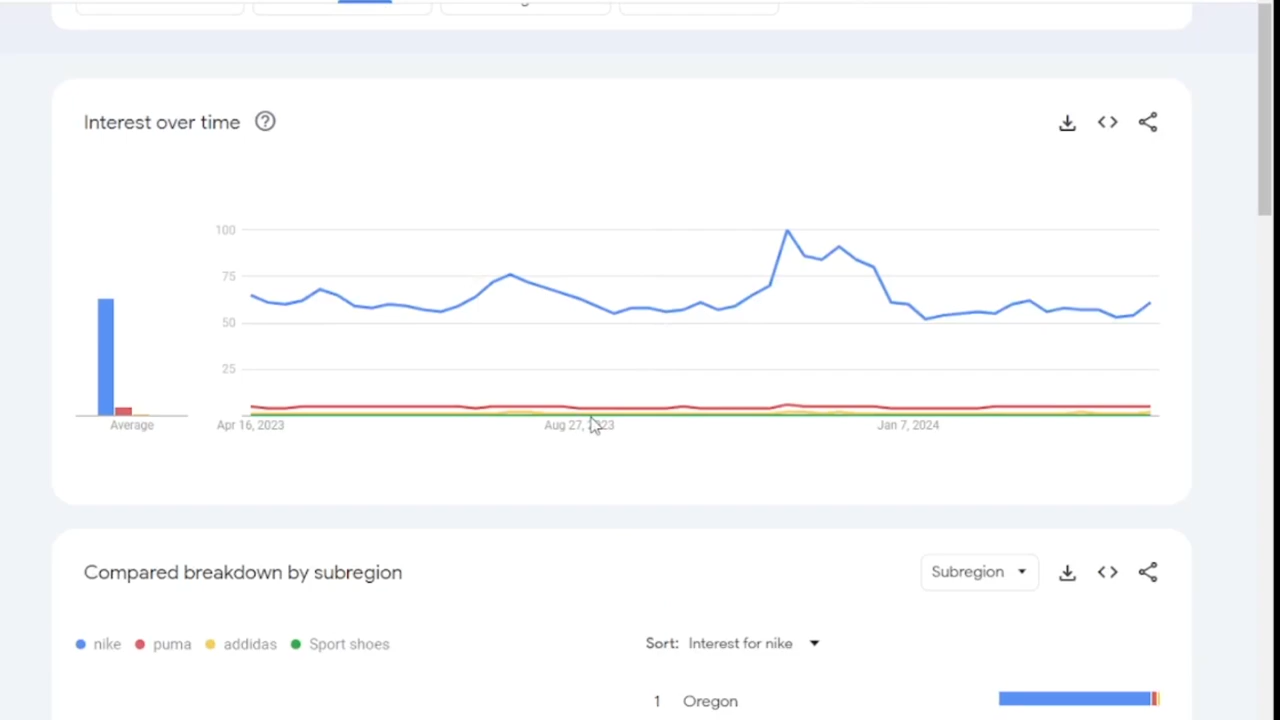 Interest over time
100
75
50
25
Average
Apr 16, 2023
Aug 27, 2023
Jan 7, 2024
Compared breakdown by subregion
Subregion
nike puma addidas Sport shoes
Sort: Interest for nike
1 Oregon